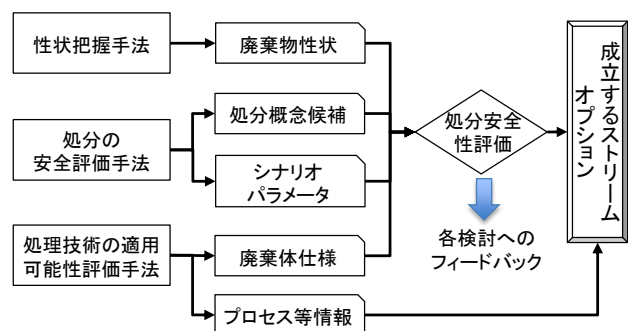 性状把握手法
廃棄物性状
処分の
安全評価手法
処分概念候補
シナリオ
パラメータ
処理技術の適用
可能性評価手法
廃棄体仕様
プロセス等情報
処分安全
性評価
各検討への
フィードバック
成立するストリーム
オプション